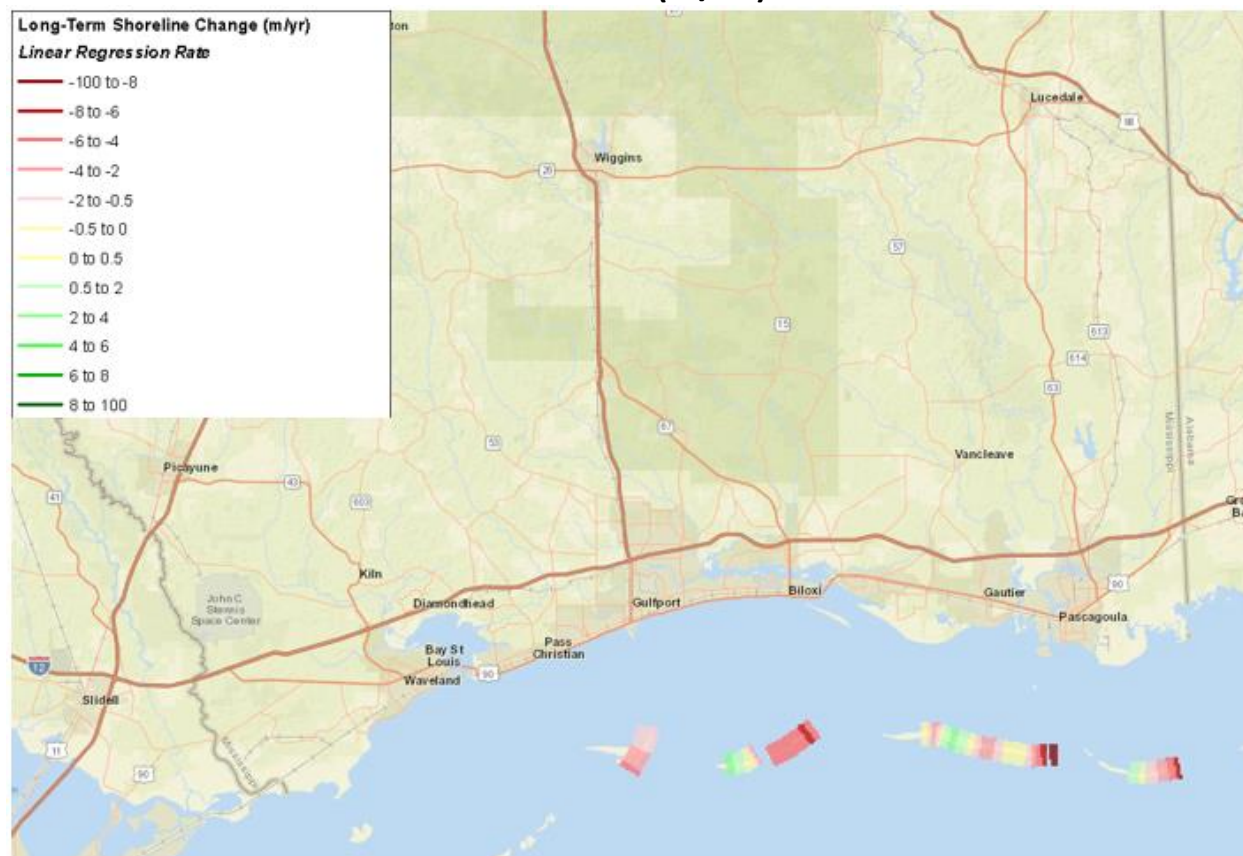 Long-Term Shoreline Change (m/yr)
Linear Regression Rate
-100 to -8
-8 to -6
-6 to -4
-4 to -2
-2 to -0.5
-0.5 to 0
0 to 0.5
0.5 to 2
2 to 4
4 to 6
6 to 8
8 to 100
ton
Lucedale
98
Wiggins
26
57
15
613
614
63
67
53
Vancleave
Mississippi
Alabama
Picayune
43
41
603
Kiln
John C
Stennis
Space Center
Diamondhead
Gulfport
Biloxi
Gautier
90
Pascagoula
Bay St
Louis
Pass
Christian
90
Waveland
12
Slidell
11
90
Mississippi